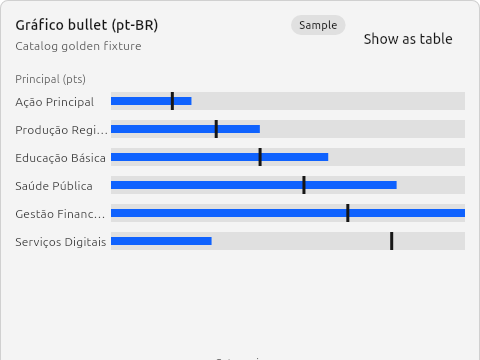 Gráfico bullet (pt-BR)
Sample
Catalog golden fixture
Show as table
Principal (pts)
Ação Principal
Produção Regi…
Educação Básica
Saúde Pública
Gestão Financ…
Serviços Digitais